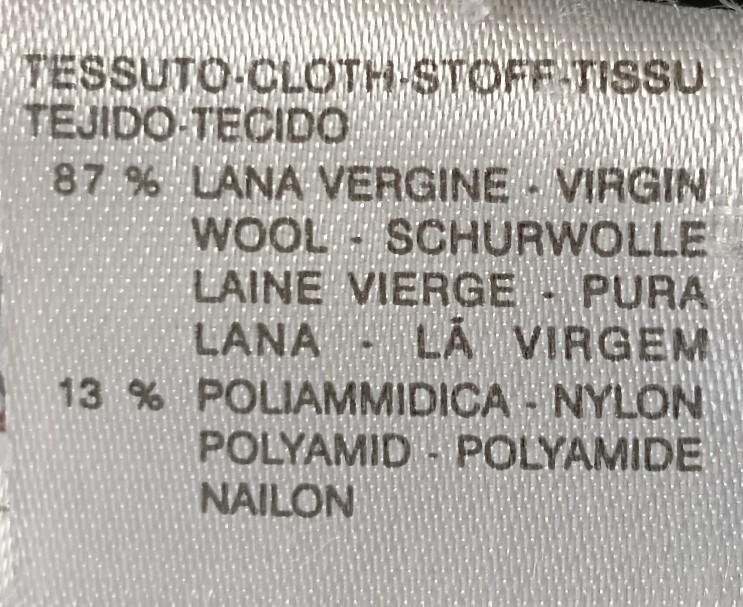 TESSUTO-CLOTH-STOFF-TISSU
TEJIDO-TECIDO
87 % LANA VERGINE - VIRGIN
WOOL - SCHURWOLLE
LAINE VIERGE - PURA
LANA - LÃ VIRGEM
13 % POLIAMMIDICA - NYLON
POLYAMID - POLYAMIDE
NAILON